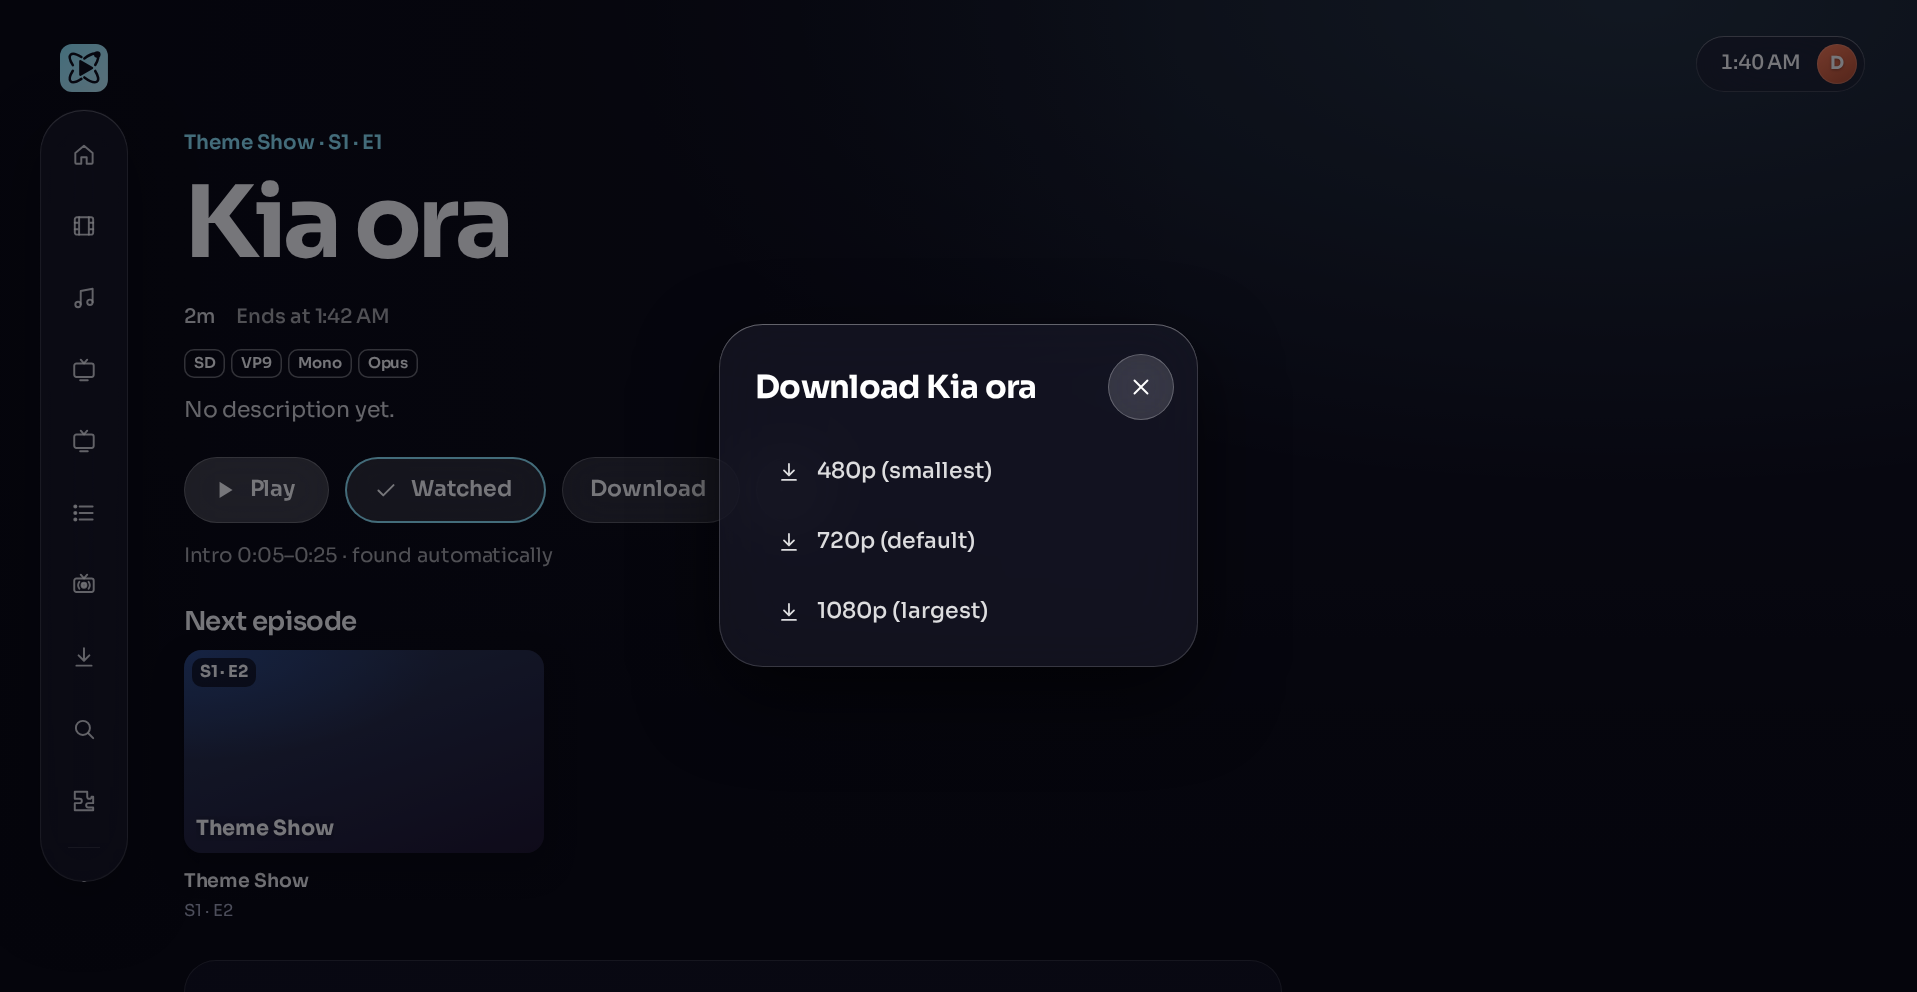 1:40 AM
D
Theme Show · S1 · E1
Kia ora
2m Ends at 1:42 AM
SD VP9 Mono Opus
No description yet.
Play Watched Download
Intro 0:05–0:25 · found automatically
Next episode
S1 · E2
Theme Show
Theme Show
S1 · E2
Download Kia ora
480p (smallest)
720p (default)
1080p (largest)